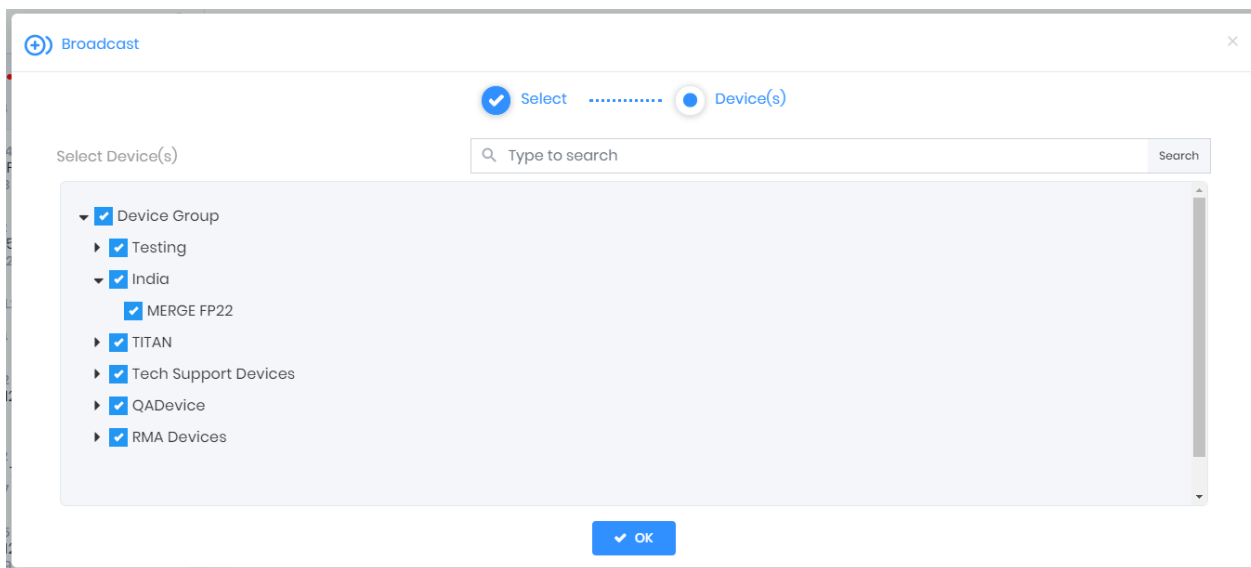 Broadcast
Select
Device(s)
Select Device(s)
Type to search
Search
Device Group
Testing
India
MERGE FP22
TITAN
Tech Support Devices
QADevice
RMA Devices
OK